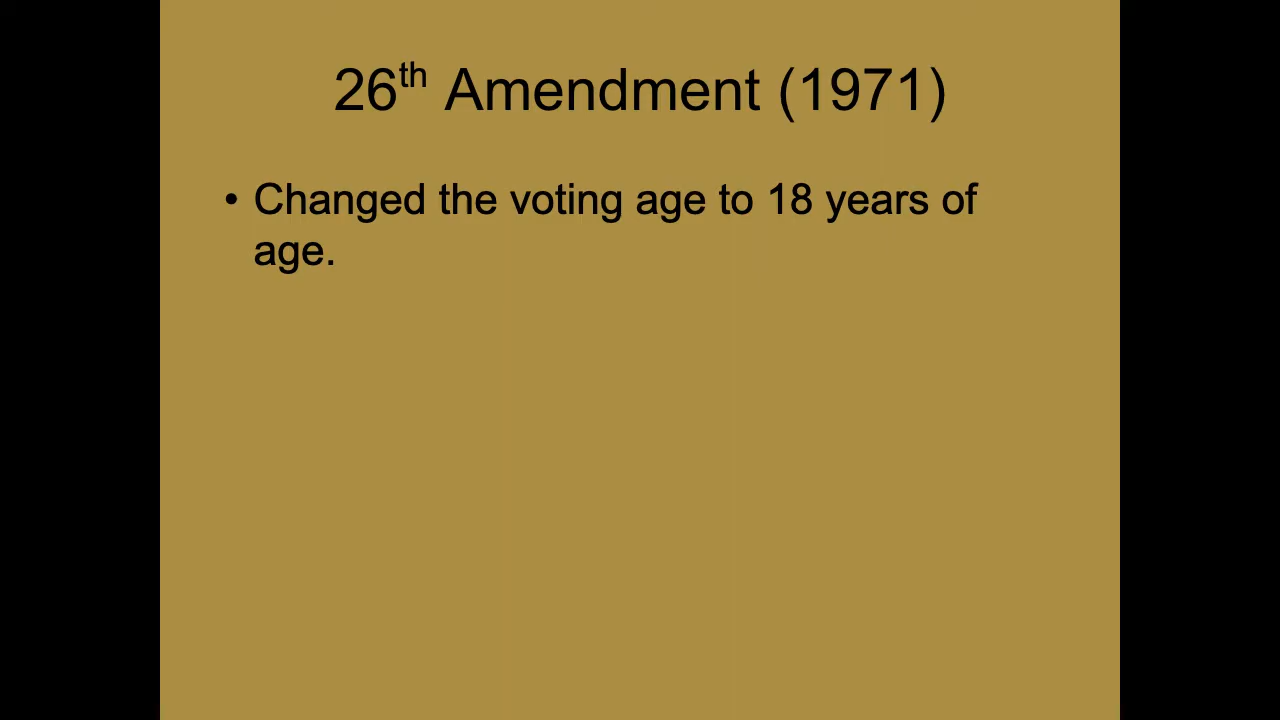 26th Amendment (1971)
• Changed the voting age to 18 years of
age.